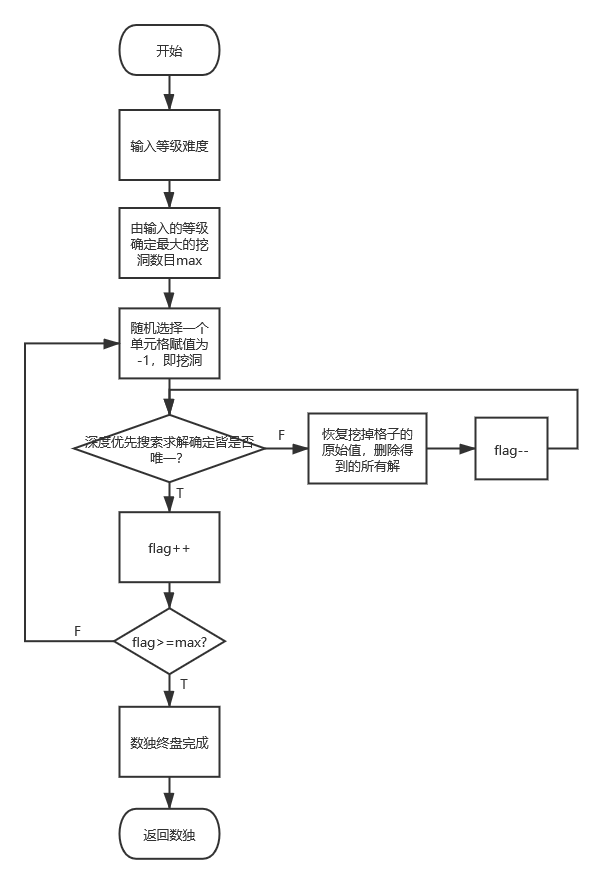 开始
输入等级难度
由输入的等级
确定最大的挖
洞数目max
随机选择一个
单元格赋值为
-1，即挖洞
深度优先搜索求解确定皆是否
唯一?
F
恢复挖掉格子的
原始值，删除得
到的所有解
flag--
T
flag++
flag>=max?
F
T
数独终盘完成
返回数独